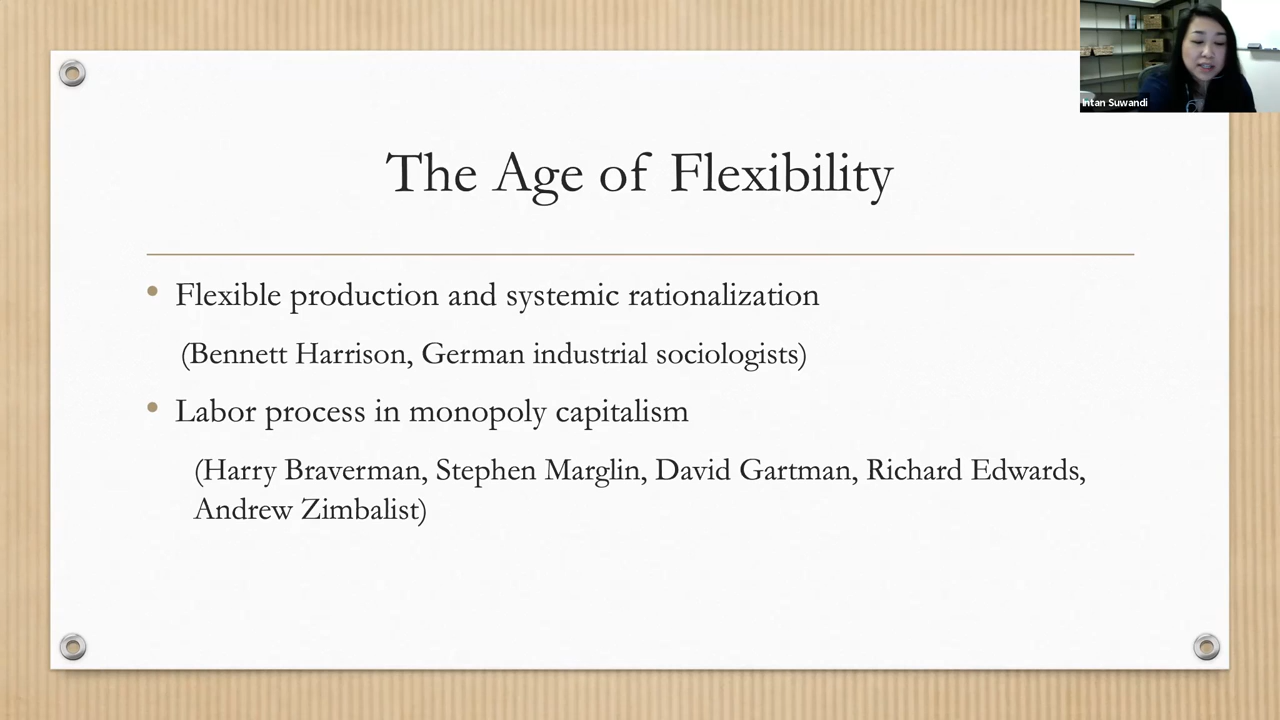 Intan Suwandi
The Age of Flexibility
Flexible production and systemic rationalization
(Bennett Harrison, German industrial sociologists)
Labor process in monopoly capitalism
(Harry Braverman, Stephen Marglin, David Gartman, Richard Edwards,
Andrew Zimbalist)